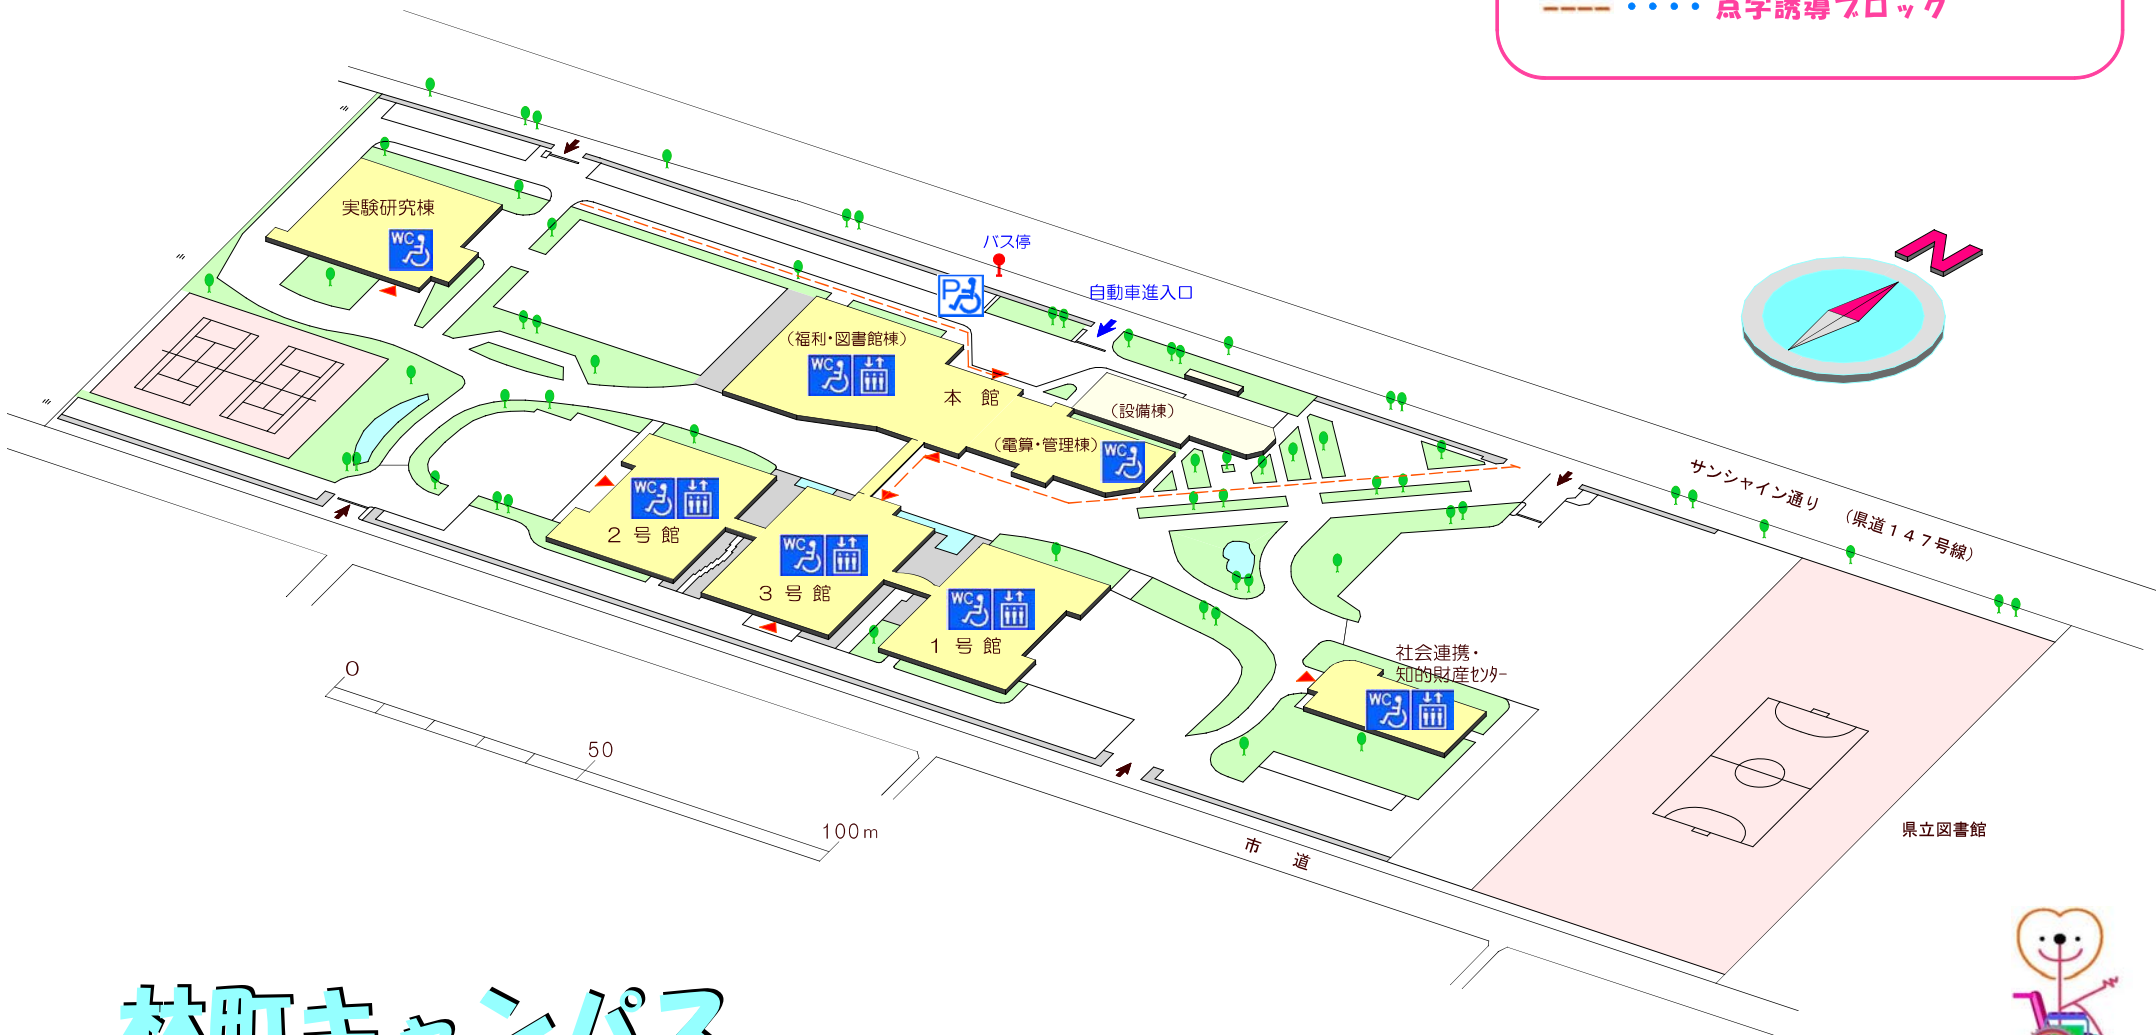 点字誘導ブロック
実験研究棟
WC
バス停
P
自動車進入口
(福利・図書館棟)
WC
本 館
(設備棟)
(電算・管理棟)
WC
サンシャイン通り (県道147号線)
WC
2 号 館
WC
3 号 館
WC
1 号 館
社会連携・
知的財産センター
WC
0
50
100m
市 道
県立図書館
N
林町キャンパス